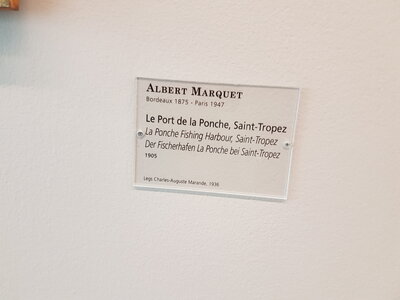 ALBERT MARQUET
Bordeaux 1875 - Paris 1947
Le Port de la Ponche, Saint-Tropez
La Ponche Fishing Harbour, Saint-Tropez
Der Fischerhafen La Ponche bei Saint-Tropez
1905
Legs Charles-Auguste Marande, 1936